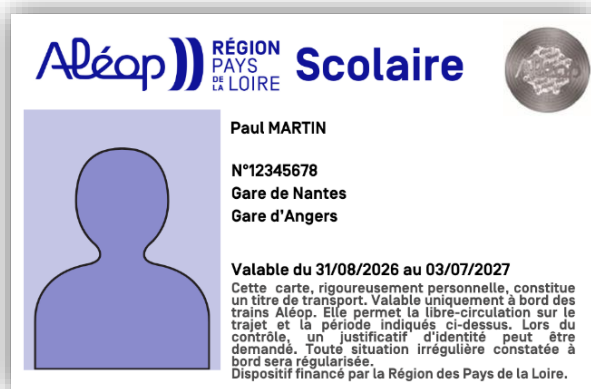 Aléop RÉGION PAYS DE LA LOIRE Scolaire
Aléop
Paul MARTIN
N°12345678
Gare de Nantes
Gare d'Angers
Valable du 31/08/2026 au 03/07/2027
Cette carte, rigoureusement personnelle, constitue
un titre de transport. Valable uniquement à bord des
trains Aléop. Elle permet la libre-circulation sur le
trajet et la période indiqués ci-dessus. Lors du
contrôle, un justificatif d'identité peut être
demandé. Toute situation irrégulière constatée à
bord sera régularisée.
Dispositif financé par la Région des Pays de la Loire.